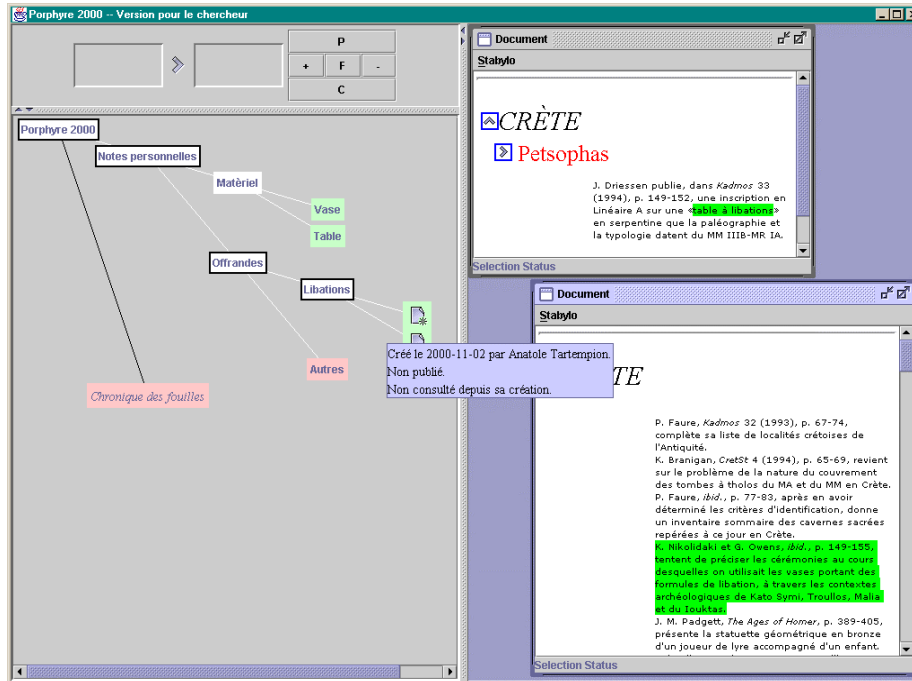 Porphyre 2000 -- Version pour le chercheur
P
+ F -
C
Porphyre 2000
Notes personnelles
Matèriel
Vase
Table
Offrandes
Libations
Autres
Chronique des fouilles
Créé le 2000-11-02 par Anatole Tartempion.
Non publié.
Non consulté depuis sa création.
Document
Stabylo
CRÈTE
Petsophas
J. Driessen publie, dans Kadmos 33
(1994), p. 149-152, une inscription en
Linéaire A sur une «table à libations»
en serpentine que la paléographie et
la typologie datent du MM IIIB-MR IA.
Selection Status
Document
Stabylo
TE
P. Faure, Kadmos 32 (1993), p. 67-74,
complète sa liste de localités crétoises de
l'Antiquité.
K. Branigan, CretSt 4 (1994), p. 65-69, revient
sur le problème de la nature du couvrement
des tombes à tholos du MA et du MM en Crète.
P. Faure, ibid., p. 77-83, après en avoir
déterminé les critères d'identification, donne
un inventaire sommaire des cavernes sacrées
repérées à ce jour en Crète.
K. Nikolidaki et G. Owens, ibid., p. 149-155,
tentent de préciser les cérémonies au cours
desquelles on utilisait les vases portant des
formules de libation, à travers les contextes
archéologiques de Kato Symi, Troullos, Malia
et du Iouktas.
J. M. Padgett, The Ages of Homer, p. 389-405,
présente la statuette géométrique en bronze
d'un joueur de lyre accompagné d'un enfant.
Selection Status